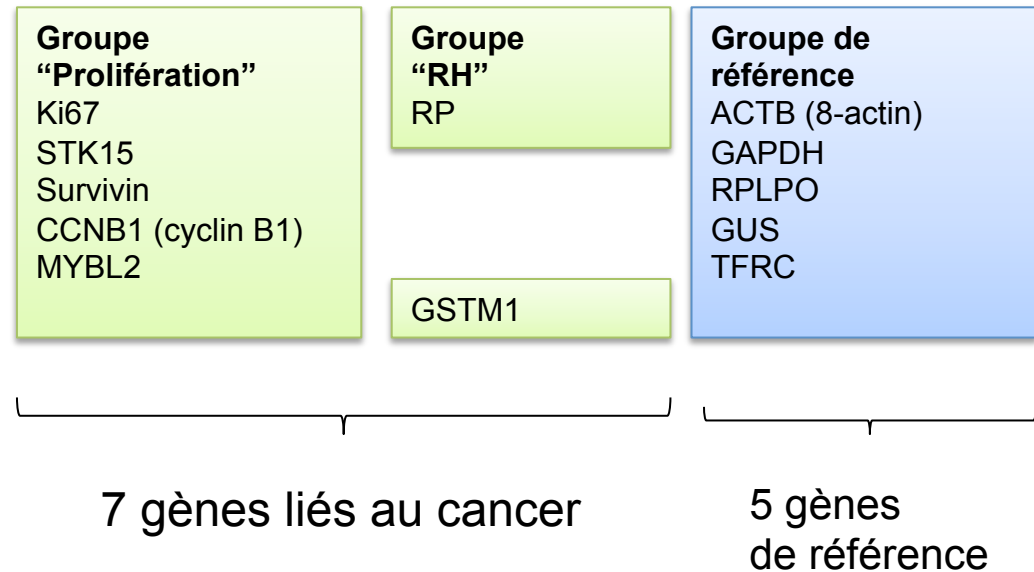 Groupe
“Prolifération”
Ki67
STK15
Survivin
CCNB1 (cyclin B1)
MYBL2
Groupe
“RH”
RP
GSTM1
Groupe de
référence
ACTB (8-actin)
GAPDH
RPLPO
GUS
TFRC
7 gènes liés au cancer
5 gènes
de référence